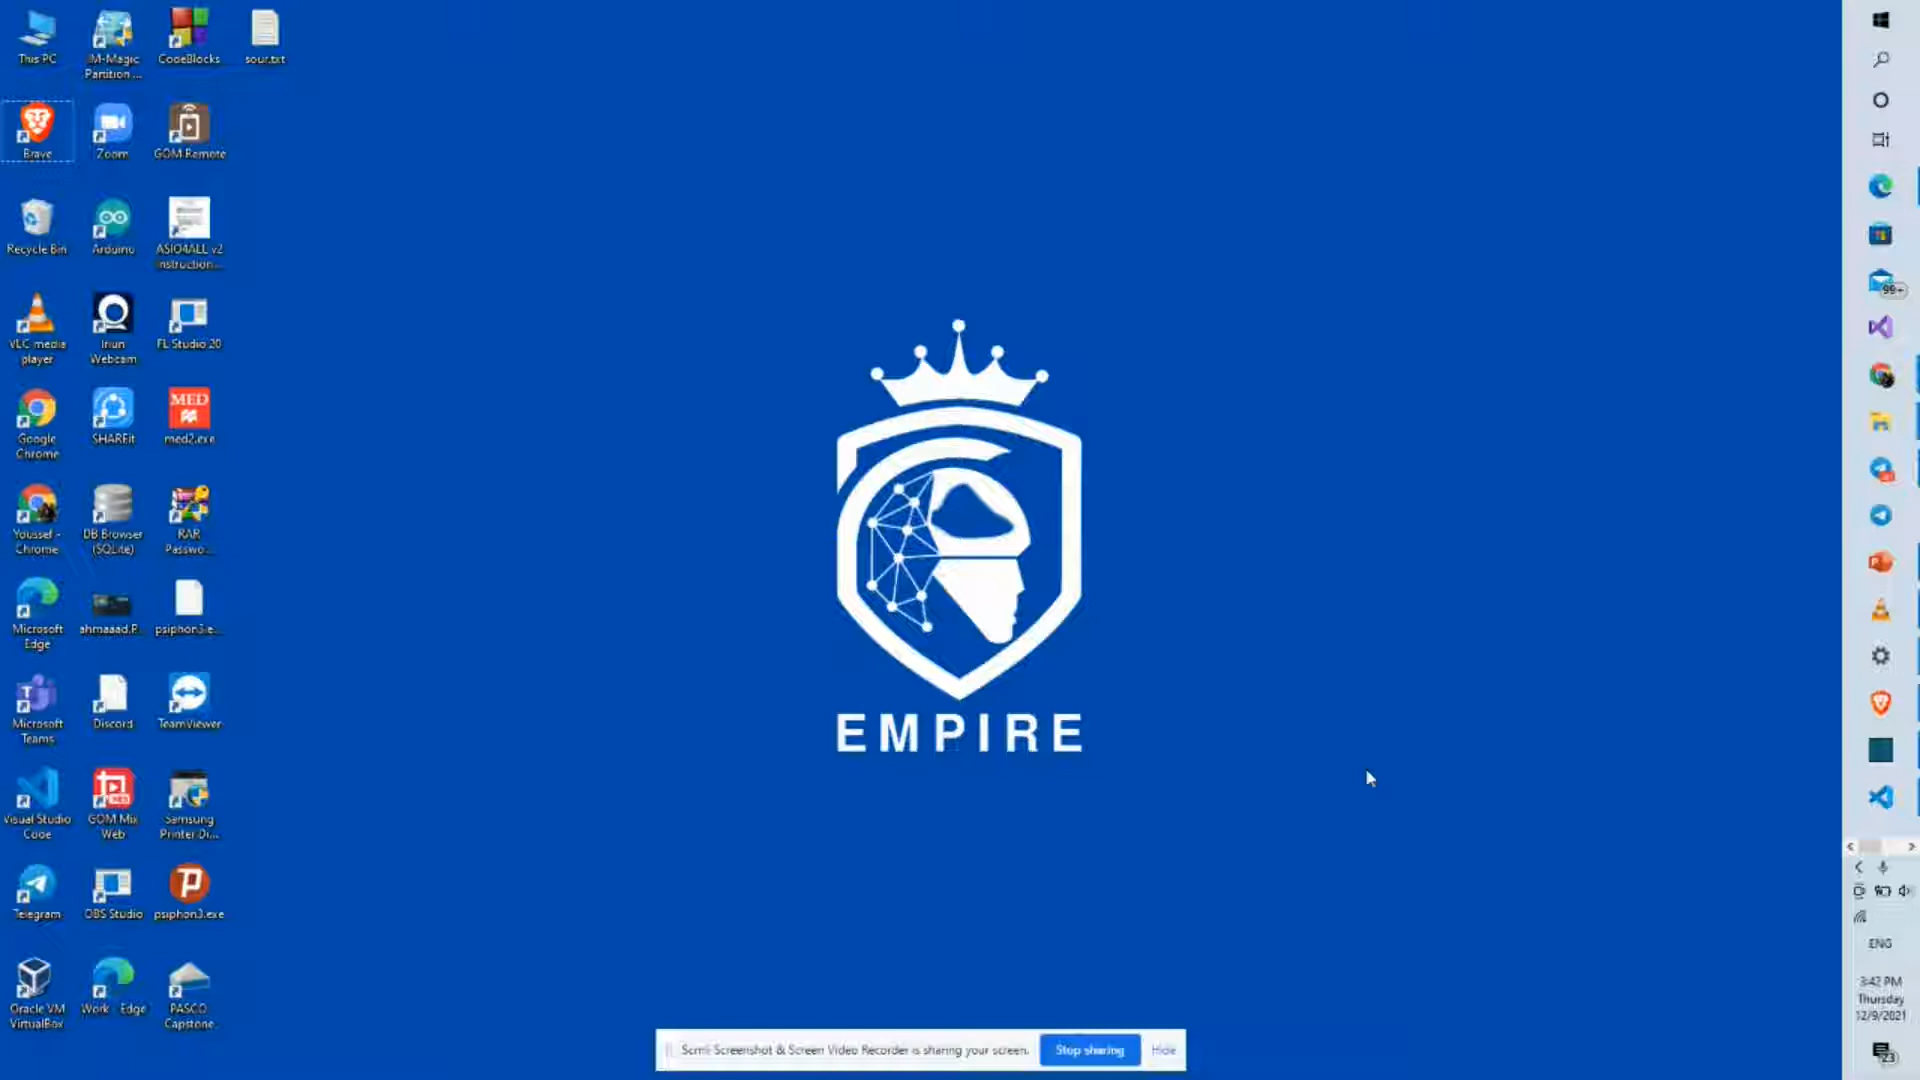 This PC
IM-Magic
Partition ...
CodeBlocks
sour.txt
Brave
Zoom
GOM Remote
Recycle Bin
Arduino
ASIO4ALL v2
Instruction...
VLC media
player
Iriun
Webcam
FL Studio 20
Google
Chrome
SHAREit
MED
med2.exe
Youssef -
Chrome
DB Browser
(SQLite)
RAR
Passwo...
Microsoft
Edge
ahmaaad.P...
psiphon3.e...
Microsoft
Teams
Discord
TeamViewer
Visual Studio
Code
GOM Mix
Web
Samsung
Printer Di...
Telegram
OBS Studio
psiphon3.exe
Oracle VM
VirtualBox
Work - Edge
PASCO
Capstone
EMPIRE
Screenshot & Screen Video Recorder is sharing your screen.
Stop sharing
Hide
99+
ENG
3:42 PM
Thursday
12/9/2021
23